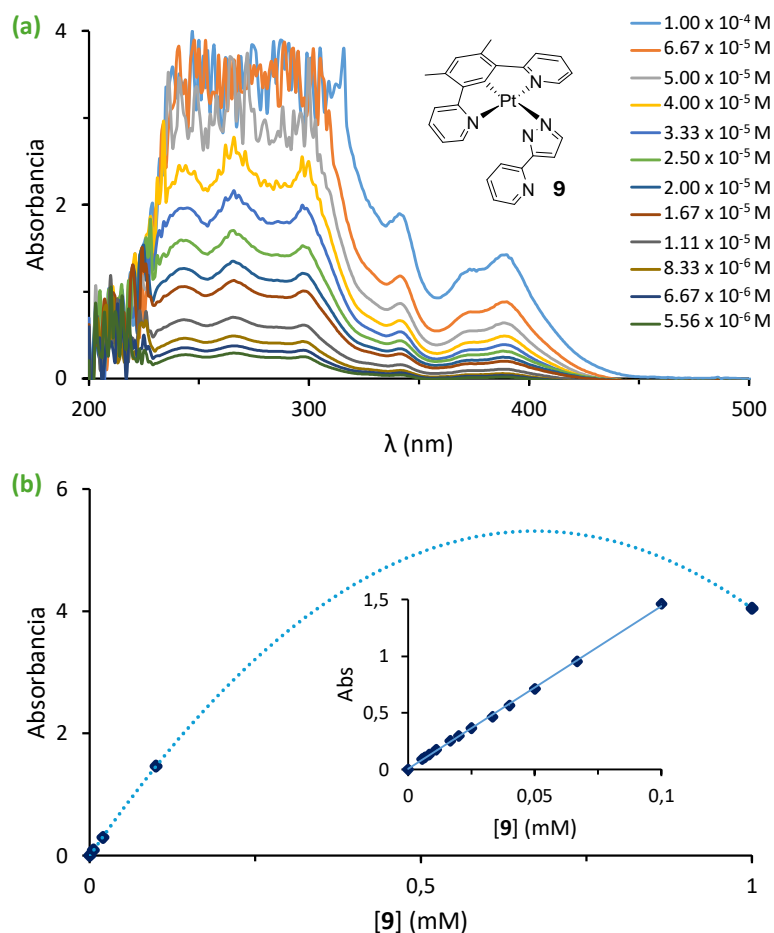 (a)
4
2
0
200
300
400
500
Absorbancia
λ (nm)
N
N
Pt
N
N
N
9
1.00 x 10⁻⁴ M
6.67 x 10⁻⁵ M
5.00 x 10⁻⁵ M
4.00 x 10⁻⁵ M
3.33 x 10⁻⁵ M
2.50 x 10⁻⁵ M
2.00 x 10⁻⁵ M
1.67 x 10⁻⁵ M
1.11 x 10⁻⁵ M
8.33 x 10⁻⁶ M
6.67 x 10⁻⁶ M
5.56 x 10⁻⁶ M
(b)
6
4
2
0
0
0,5
1
Absorbancia
[9] (mM)
1,5
1
0,5
0
0
0,05
0,1
Abs
[9] (mM)